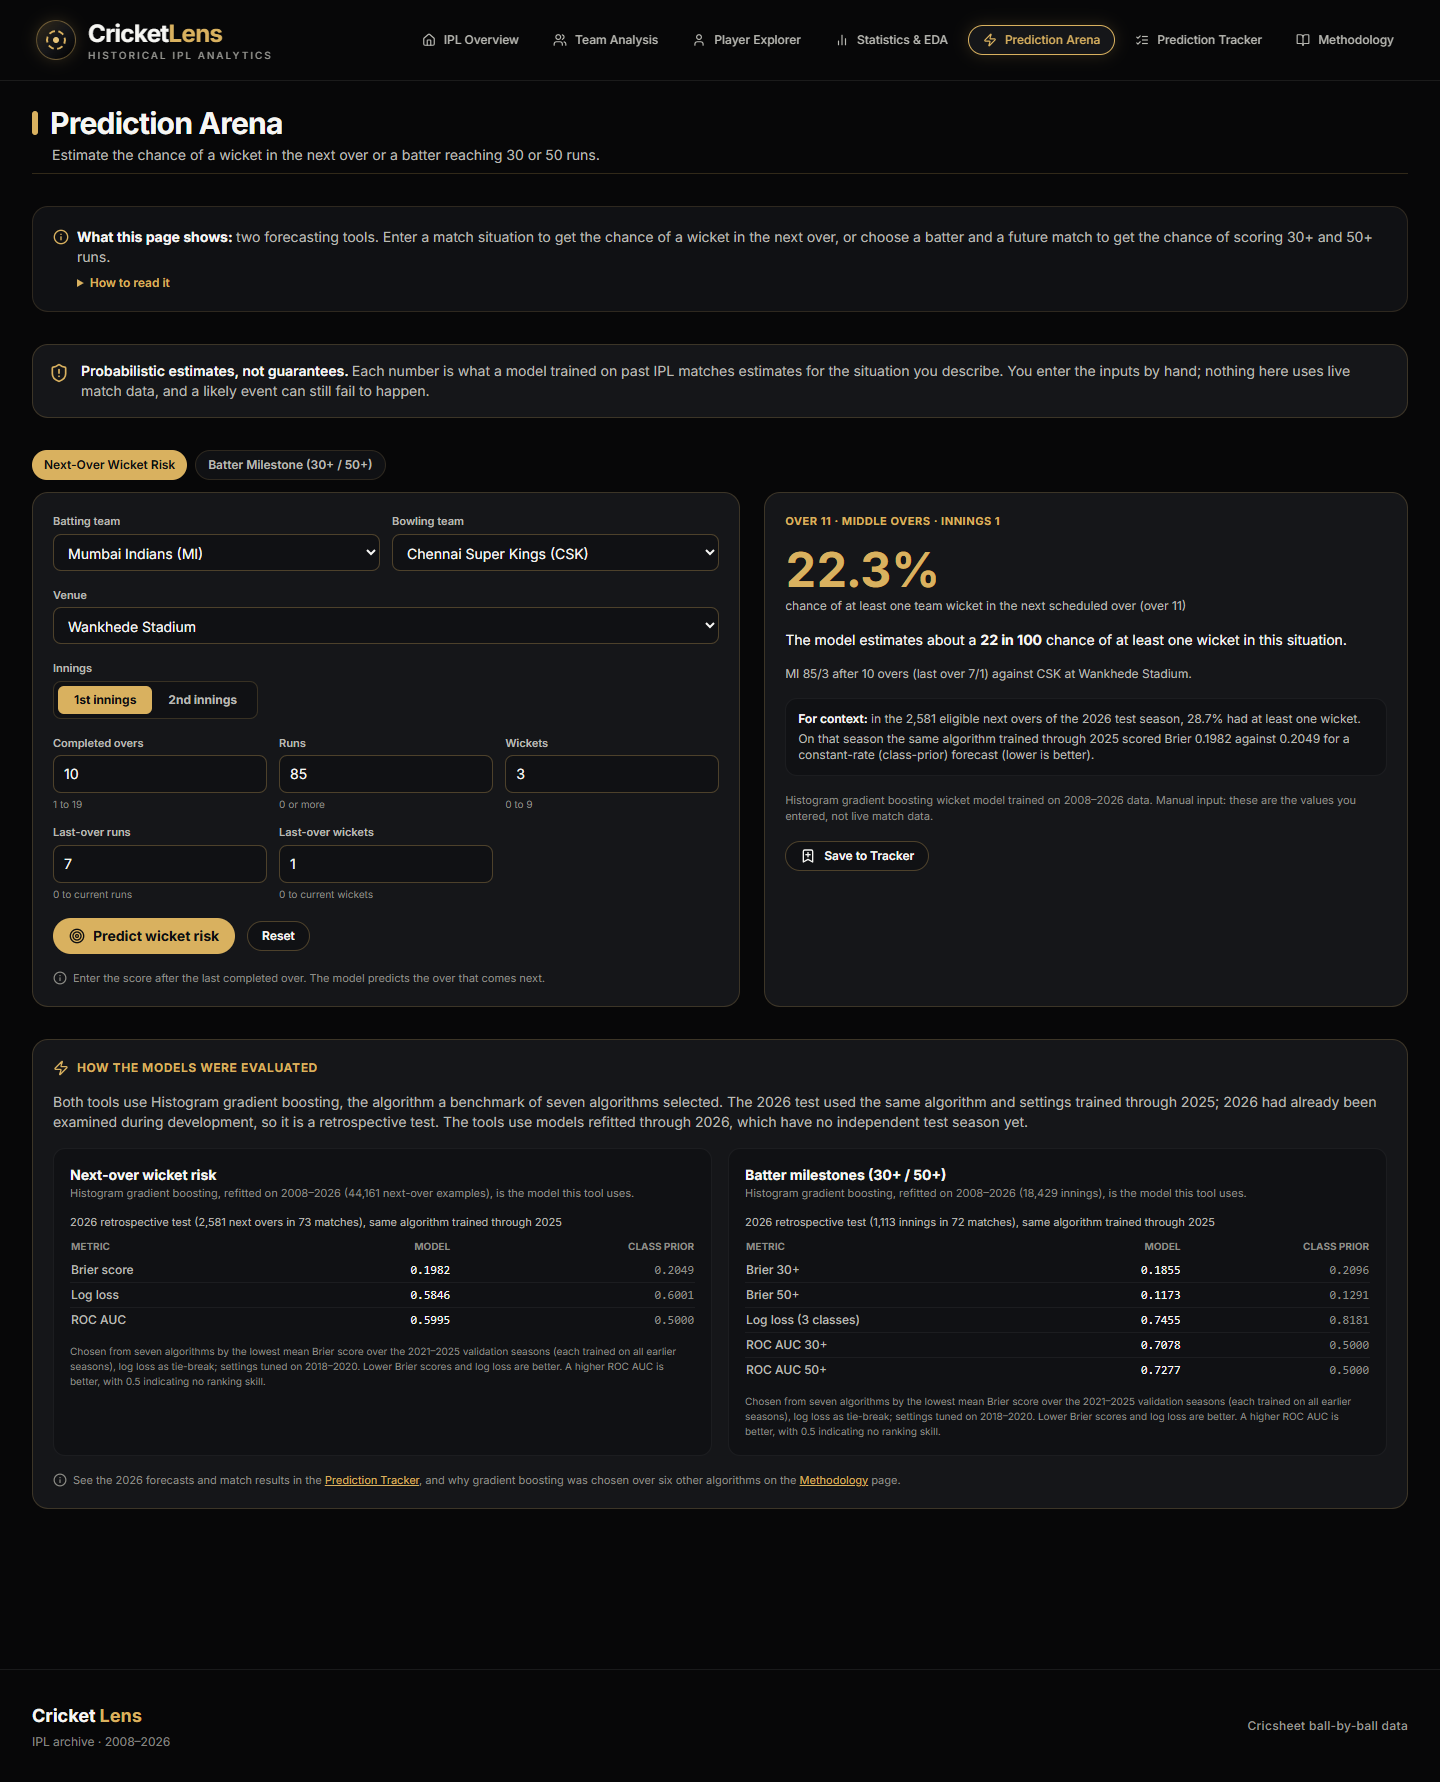 CricketLens
HISTORICAL IPL ANALYTICS
IPL Overview
Team Analysis
Player Explorer
Statistics & EDA
Prediction Arena
Prediction Tracker
Methodology
Prediction Arena
Estimate the chance of a wicket in the next over or a batter reaching 30 or 50 runs.
What this page shows: two forecasting tools. Enter a match situation to get the chance of a wicket in the next over, or choose a batter and a future match to get the chance of scoring 30+ and 50+
runs.
How to read it
Probabilistic estimates, not guarantees. Each number is what a model trained on past IPL matches estimates for the situation you describe. You enter the inputs by hand; nothing here uses live
match data, and a likely event can still fail to happen.
Next-Over Wicket Risk
Batter Milestone (30+ / 50+)
Batting team
Bowling team
Mumbai Indians (MI)
Chennai Super Kings (CSK)
Venue
Wankhede Stadium
Innings
1st innings
2nd innings
Completed overs
Runs
Wickets
10
85
3
1 to 19
0 or more
0 to 9
Last-over runs
Last-over wickets
7
1
0 to current runs
0 to current wickets
Predict wicket risk
Reset
Enter the score after the last completed over. The model predicts the over that comes next.
OVER 11 · MIDDLE OVERS · INNINGS 1
22.3%
chance of at least one team wicket in the next scheduled over (over 11)
The model estimates about a 22 in 100 chance of at least one wicket in this situation.
MI 85/3 after 10 overs (last over 7/1) against CSK at Wankhede Stadium.
For context: in the 2,581 eligible next overs of the 2026 test season, 28.7% had at least one wicket.
On that season the same algorithm trained through 2025 scored Brier 0.1982 against 0.2049 for a
constant-rate (class-prior) forecast (lower is better).
Histogram gradient boosting wicket model trained on 2008–2026 data. Manual input: these are the values you
entered, not live match data.
Save to Tracker
HOW THE MODELS WERE EVALUATED
Both tools use Histogram gradient boosting, the algorithm a benchmark of seven algorithms selected. The 2026 test used the same algorithm and settings trained through 2025; 2026 had already been
examined during development, so it is a retrospective test. The tools use models refitted through 2026, which have no independent test season yet.
Next-over wicket risk
Histogram gradient boosting, refitted on 2008–2026 (44,161 next-over examples), is the model this tool uses.
2026 retrospective test (2,581 next overs in 73 matches), same algorithm trained through 2025
METRIC MODEL CLASS PRIOR
Brier score 0.1982 0.2049
Log loss 0.5846 0.6001
ROC AUC 0.5995 0.5000
Chosen from seven algorithms by the lowest mean Brier score over the 2021–2025 validation seasons (each trained on all earlier
seasons), log loss as tie-break; settings tuned on 2018–2020. Lower Brier scores and log loss are better. A higher ROC AUC is
better, with 0.5 indicating no ranking skill.
Batter milestones (30+ / 50+)
Histogram gradient boosting, refitted on 2008–2026 (18,429 innings), is the model this tool uses.
2026 retrospective test (1,113 innings in 72 matches), same algorithm trained through 2025
METRIC MODEL CLASS PRIOR
Brier 30+ 0.1855 0.2096
Brier 50+ 0.1173 0.1291
Log loss (3 classes) 0.7455 0.8181
ROC AUC 30+ 0.7078 0.5000
ROC AUC 50+ 0.7277 0.5000
Chosen from seven algorithms by the lowest mean Brier score over the 2021–2025 validation seasons (each trained on all earlier
seasons), log loss as tie-break; settings tuned on 2018–2020. Lower Brier scores and log loss are better. A higher ROC AUC is
better, with 0.5 indicating no ranking skill.
See the 2026 forecasts and match results in the Prediction Tracker, and why gradient boosting was chosen over six other algorithms on the Methodology page.
Cricket Lens
IPL archive · 2008–2026
Cricsheet ball-by-ball data